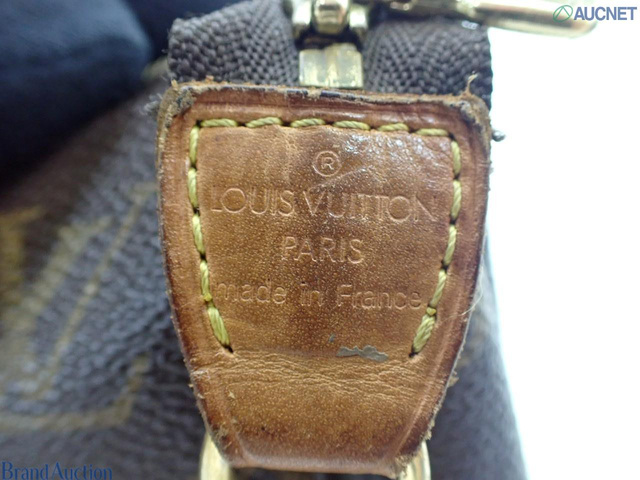 AUCNET
®
LOUIS VUITTON
PARIS
made in France
Brand Auction